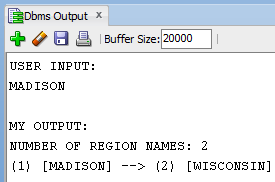 Dbms Output x
Buffer Size: 20000
USER INPUT:
MADISON
MY OUTPUT:
NUMBER OF REGION NAMES: 2
(1) [MADISON] --> (2) [WISCONSIN]